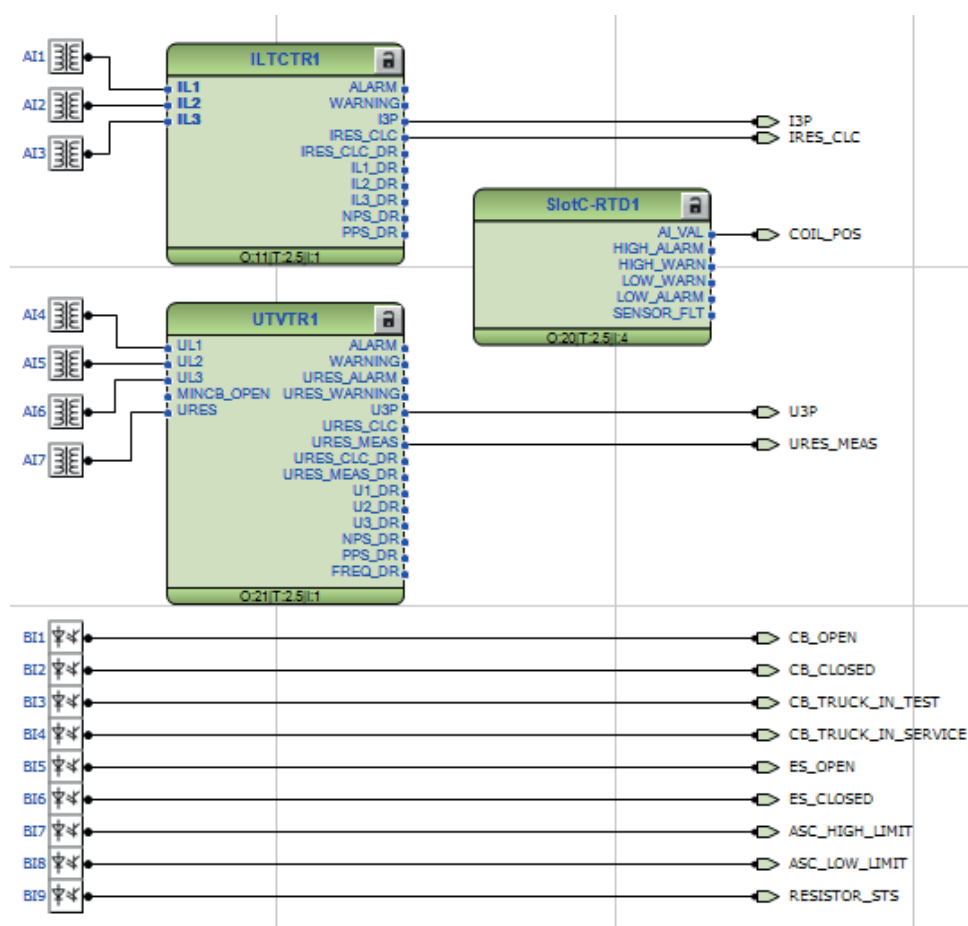 AI1
AI2
AI3
ILTCTR1
IL1
IL2
IL3
ALARM
WARNING
I3P
IRES_CLC
IRES_CLC_DR
IL1_DR
IL2_DR
IL3_DR
NPS_DR
PPS_DR
O:11|T:2.5|I:1
I3P
IRES_CLC
SlotC-RTD1
AI_VAL
HIGH_ALARM
HIGH_WARN
LOW_WARN
LOW_ALARM
SENSOR_FLT
O:20|T:2.5|I:4
COIL_POS
AI4
AI5
AI6
AI7
UTVTR1
UL1
UL2
UL3
MINCB_OPEN
URES
ALARM
WARNING
URES_ALARM
URES_WARNING
U3P
URES_CLC
URES_MEAS
URES_CLC_DR
URES_MEAS_DR
U1_DR
U2_DR
U3_DR
NPS_DR
PPS_DR
FREQ_DR
O:21|T:2.5|I:1
U3P
URES_MEAS
BI1 CB_OPEN
BI2 CB_CLOSED
BI3 CB_TRUCK_IN_TEST
BI4 CB_TRUCK_IN_SERVICE
BI5 ES_OPEN
BI6 ES_CLOSED
BI7 ASC_HIGH_LIMIT
BI8 ASC_LOW_LIMIT
BI9 RESISTOR_STS